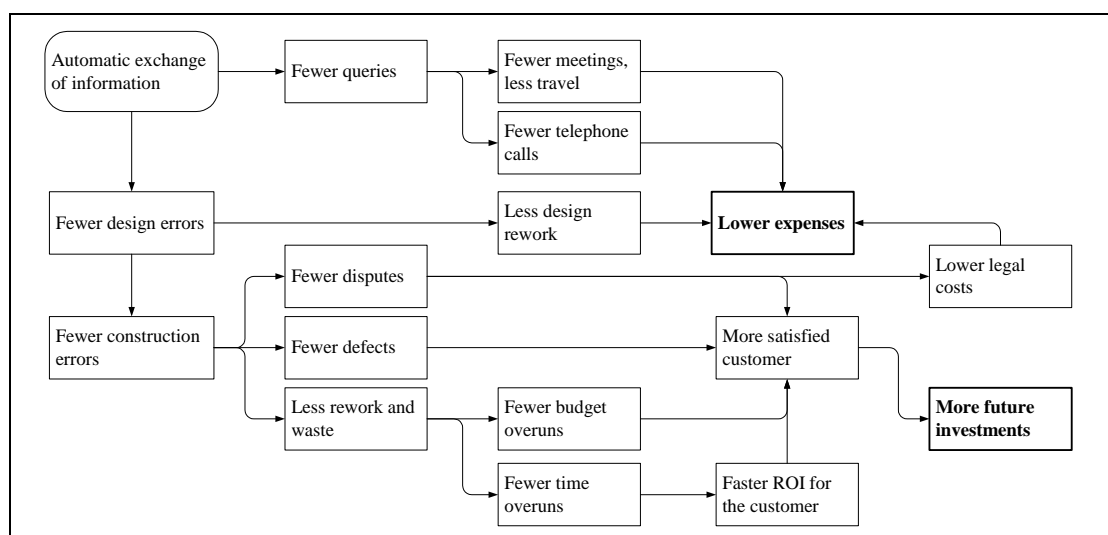 Automatic exchange
of information
Fewer queries
Fewer meetings,
less travel
Fewer telephone
calls
Fewer design errors
Less design
rework
Lower expenses
Fewer disputes
Lower legal
costs
Fewer construction
errors
Fewer defects
More satisfied
customer
Less rework and
waste
Fewer budget
overuns
More future
investments
Fewer time
overuns
Faster ROI for
the customer